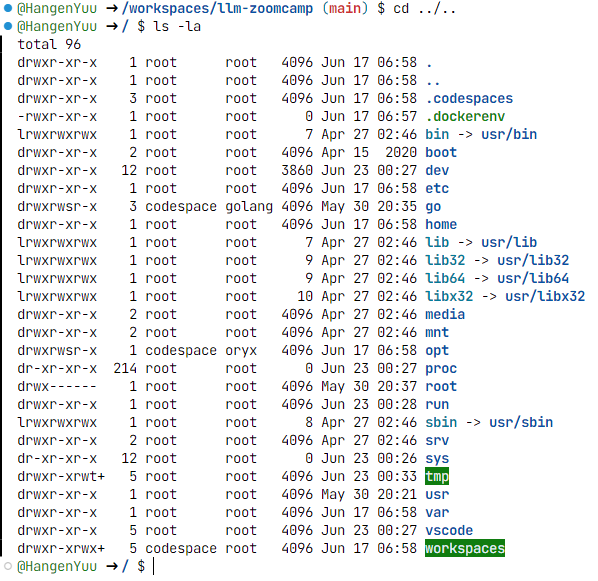 @HangenYuu ➜ /workspaces/llm-zoomcamp (main) $ cd ../..
@HangenYuu ➜ / $ ls -la
total 96
drwxr-xr-x    1 root      root   4096 Jun 17 06:58 .
drwxr-xr-x    1 root      root   4096 Jun 17 06:58 ..
drwxr-xr-x    3 root      root   4096 Jun 17 06:58 .codespaces
-rwxr-xr-x    1 root      root      0 Jun 17 06:57 .dockerenv
lrwxrwxrwx    1 root      root      7 Apr 27 02:46 bin -> usr/bin
drwxr-xr-x    2 root      root   4096 Apr 15  2020 boot
drwxr-xr-x   12 root      root   3860 Jun 23 00:27 dev
drwxr-xr-x    1 root      root   4096 Jun 17 06:58 etc
drwxrwsr-x    3 codespace golang 4096 May 30 20:35 go
drwxr-xr-x    1 root      root   4096 Jun 17 06:58 home
lrwxrwxrwx    1 root      root      7 Apr 27 02:46 lib -> usr/lib
lrwxrwxrwx    1 root      root      9 Apr 27 02:46 lib32 -> usr/lib32
lrwxrwxrwx    1 root      root      9 Apr 27 02:46 lib64 -> usr/lib64
lrwxrwxrwx    1 root      root     10 Apr 27 02:46 libx32 -> usr/libx32
drwxr-xr-x    2 root      root   4096 Apr 27 02:46 media
drwxr-xr-x    2 root      root   4096 Apr 27 02:46 mnt
drwxrwsr-x    1 codespace oryx   4096 Jun 17 06:58 opt
dr-xr-xr-x  214 root      root      0 Jun 23 00:27 proc
drwx------    1 root      root   4096 May 30 20:37 root
drwxr-xr-x    1 root      root   4096 Jun 23 00:28 run
lrwxrwxrwx    1 root      root      8 Apr 27 02:46 sbin -> usr/sbin
drwxr-xr-x    2 root      root   4096 Apr 27 02:46 srv
dr-xr-xr-x   12 root      root      0 Jun 23 00:26 sys
drwxr-xrwt+   5 root      root   4096 Jun 23 00:33 tmp
drwxr-xr-x    1 root      root   4096 May 30 20:21 usr
drwxr-xr-x    1 root      root   4096 Jun 17 06:58 var
drwxr-xr-x    5 root      root   4096 Jun 23 00:27 vscode
drwxr-xrwx+   5 codespace root   4096 Jun 17 06:58 workspaces
@HangenYuu ➜ / $